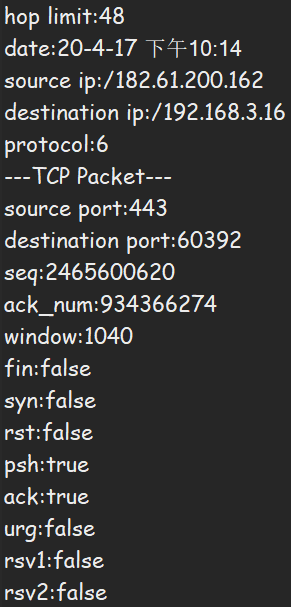 hop limit:48
date:20-4-17 下午10:14
source ip:/182.61.200.162
destination ip:/192.168.3.16
protocol:6
---TCP Packet---
source port:443
destination port:60392
seq:2465600620
ack_num:934366274
window:1040
fin:false
syn:false
rst:false
psh:true
ack:true
urg:false
rsv1:false
rsv2:false